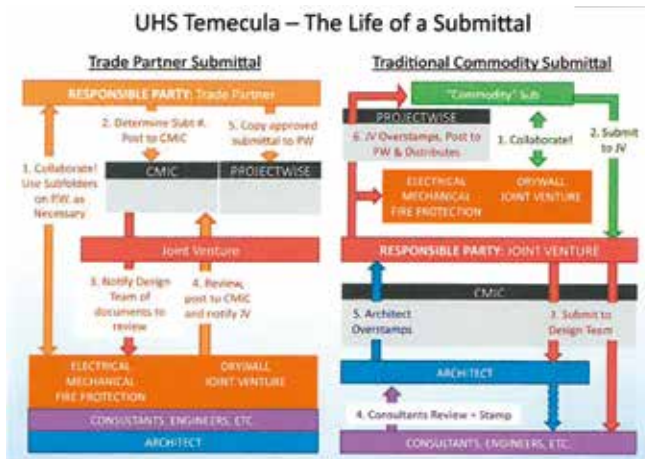 UHS Temecula – The Life of a Submittal
Trade Partner Submittal
RESPONSIBLE PARTY: Trade Partner
2. Determine Subt #.
Post to CMiC
5. Copy approved
submittal to PW
1. Collaborate!
Use Subfolders
on P.W. as
Necessary
CMIC
PROJECTWISE
Joint Venture
3. Notify Design
Team of
documents to
review
4. Review,
post to CMiC
and notify JV
ELECTRICAL
MECHANICAL
FIRE PROTECTION
DRYWALL
JOINT VENTURE
CONSULTANTS, ENGINEERS, ETC.
ARCHITECT
Traditional Commodity Submittal
"Commodity" Sub
PROJECTWISE
6. JV Overstamps, Post to
PW & Distributes
1. Collaborate!
2. Submit
to JV
ELECTRICAL
MECHANICAL
FIRE PROTECTION
DRYWALL
JOINT VENTURE
RESPONSIBLE PARTY: JOINT VENTURE
CMIC
5. Architect
Overstamps
3. Submit to
Design Team
ARCHITECT
4. Consultants Review + Stamp
CONSULTANTS, ENGINEERS, ETC.